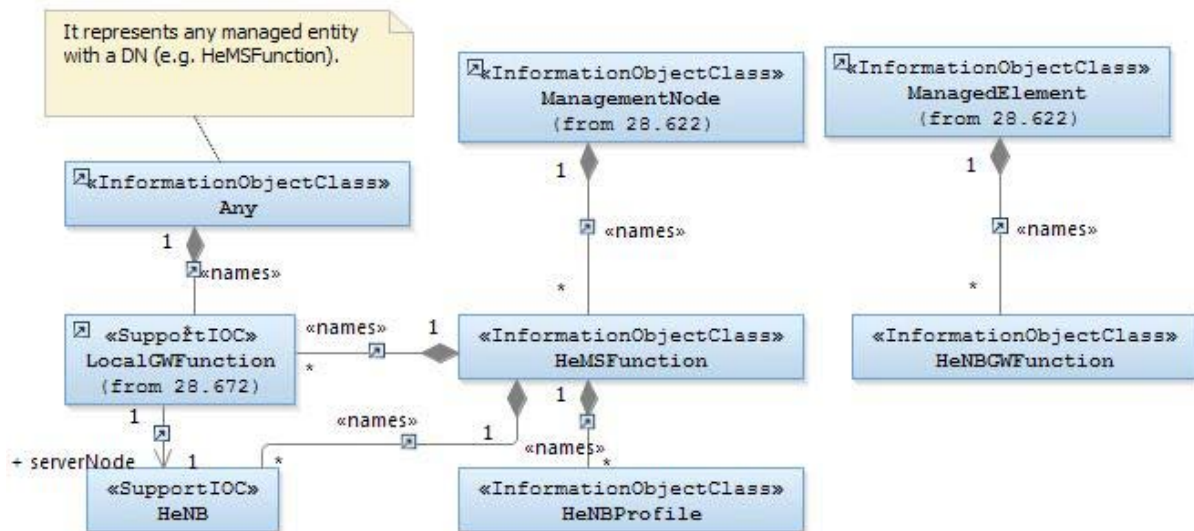 It represents any managed entity
with a DN (e.g. HeMSFunction).
«InformationObjectClass»
ManagementNode
(from 28.622)
«InformationObjectClass»
ManagedElement
(from 28.622)
1
1
«InformationObjectClass»
Any
«names»
«names»
1
«names»
*
*
*
«SupportIOC»
LocalGWFunction
(from 28.672)
«names»
1
*
«InformationObjectClass»
HeMSFunction
«InformationObjectClass»
HeNBGWFunction
1
1
«names»
1
«names»
+ serverNode
1
*
*
«SupportIOC»
HeNB
«InformationObjectClass»
HeNBProfile